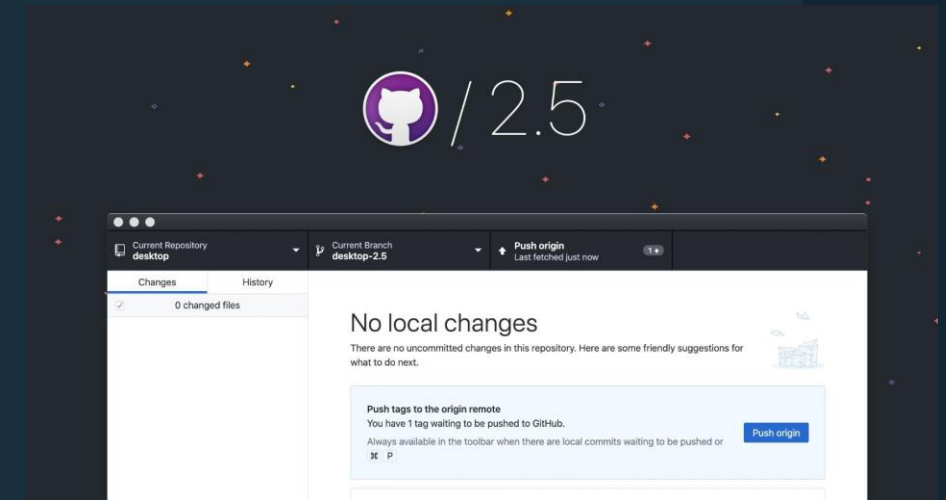 / 2.5
Current Repository
desktop
Current Branch
desktop-2.5
Push origin
Last fetched just now
1
Changes
History
0 changed files
No local changes
There are no uncommitted changes in this repository. Here are some friendly suggestions for
what to do next.
Push tags to the origin remote
You have 1 tag waiting to be pushed to GitHub.
Always available in the toolbar when there are local commits waiting to be pushed or
⌘ P
Push origin